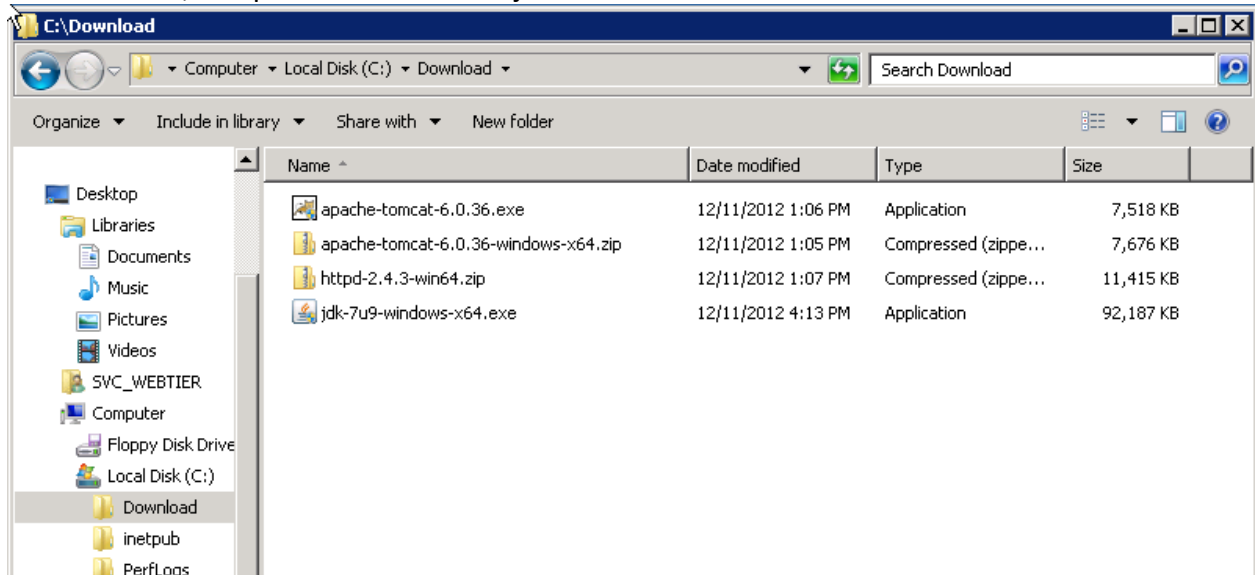 C:\Download
Computer Local Disk (C:) Download Search Download
Organize Include in library Share with New folder
Name Date modified Type Size
Desktop
Libraries
Documents
Music
Pictures
Videos
SVC_WEBTIER
Computer
Floppy Disk Drive
Local Disk (C:)
Download
inetpub
PerfLogs
apache-tomcat-6.0.36.exe 12/11/2012 1:06 PM Application 7,518 KB
apache-tomcat-6.0.36-windows-x64.zip 12/11/2012 1:05 PM Compressed (zippe... 7,676 KB
httpd-2.4.3-win64.zip 12/11/2012 1:07 PM Compressed (zippe... 11,415 KB
jdk-7u9-windows-x64.exe 12/11/2012 4:13 PM Application 92,187 KB